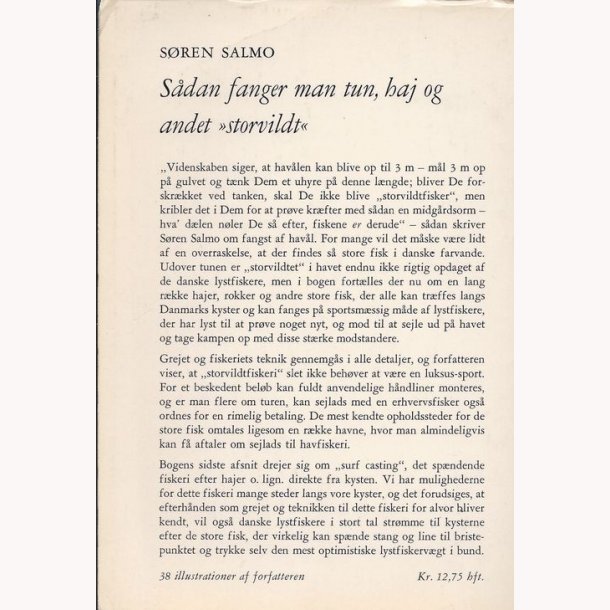 SØREN SALMO
Sådan fanger man tun, haj og
andet »storvildt«
„Videnskaben siger, at havålen kan blive op til 3 m – mål 3 m op
på gulvet og tænk Dem et uhyre på denne længde; bliver De for-
skrækket ved tanken, skal De ikke blive „storvildtfisker“, men
kribler det i Dem for at prøve kræfter med sådan en midgårdsorm –
hva' dælen nøler De så efter, fiskene er derude“ – sådan skriver
Søren Salmo om fangst af havål. For mange vil det måske være lidt
af en overraskelse, at der findes så store fisk i danske farvande.
Udover tunen er „storvildtet“ i havet endnu ikke rigtig opdaget af
de danske lystfiskere, men i bogen fortælles der nu om en lang
række hajer, rokker og andre store fisk, der alle kan træffes langs
Danmarks kyster og kan fanges på sportsmæssig måde af lystfiskere,
der har lyst til at prøve noget nyt, og mod til at sejle ud på havet
og tage kampen op med disse stærke modstandere.
Grejet og fiskeriets teknik gennemgås i alle detaljer, og forfatteren
viser, at „storvildtfiskeri“ slet ikke behøver at være en luksus-sport.
For et beskedent beløb kan fuldt anvendelige håndliner monteres,
og er man flere om turen, kan sejlads med en erhvervsfisker også
ordnes for en rimelig betaling. De mest kendte opholdssteder for de
store fisk omtales ligesom en række havne, hvor man almindeligvis
kan få aftaler om sejlads til havfiskeri.
Bogens sidste afsnit drejer sig om „surf casting“, det spændende
fiskeri efter hajer o. lign. direkte fra kysten. Vi har mulighederne
for dette fiskeri mange steder langs vore kyster, og det forudsiges, at
efterhånden som grejet og teknikken til dette fiskeri for alvor bliver
kendt, vil også danske lystfiskere i stort tal strømme til kysterne
efter de store fisk, der virkelig kan spænde stang og line til briste-
punktet og trykke selv den mest optimistiske lystfiskervægt i bund.
38 illustrationer af forfatteren Kr. 12,75 hft.